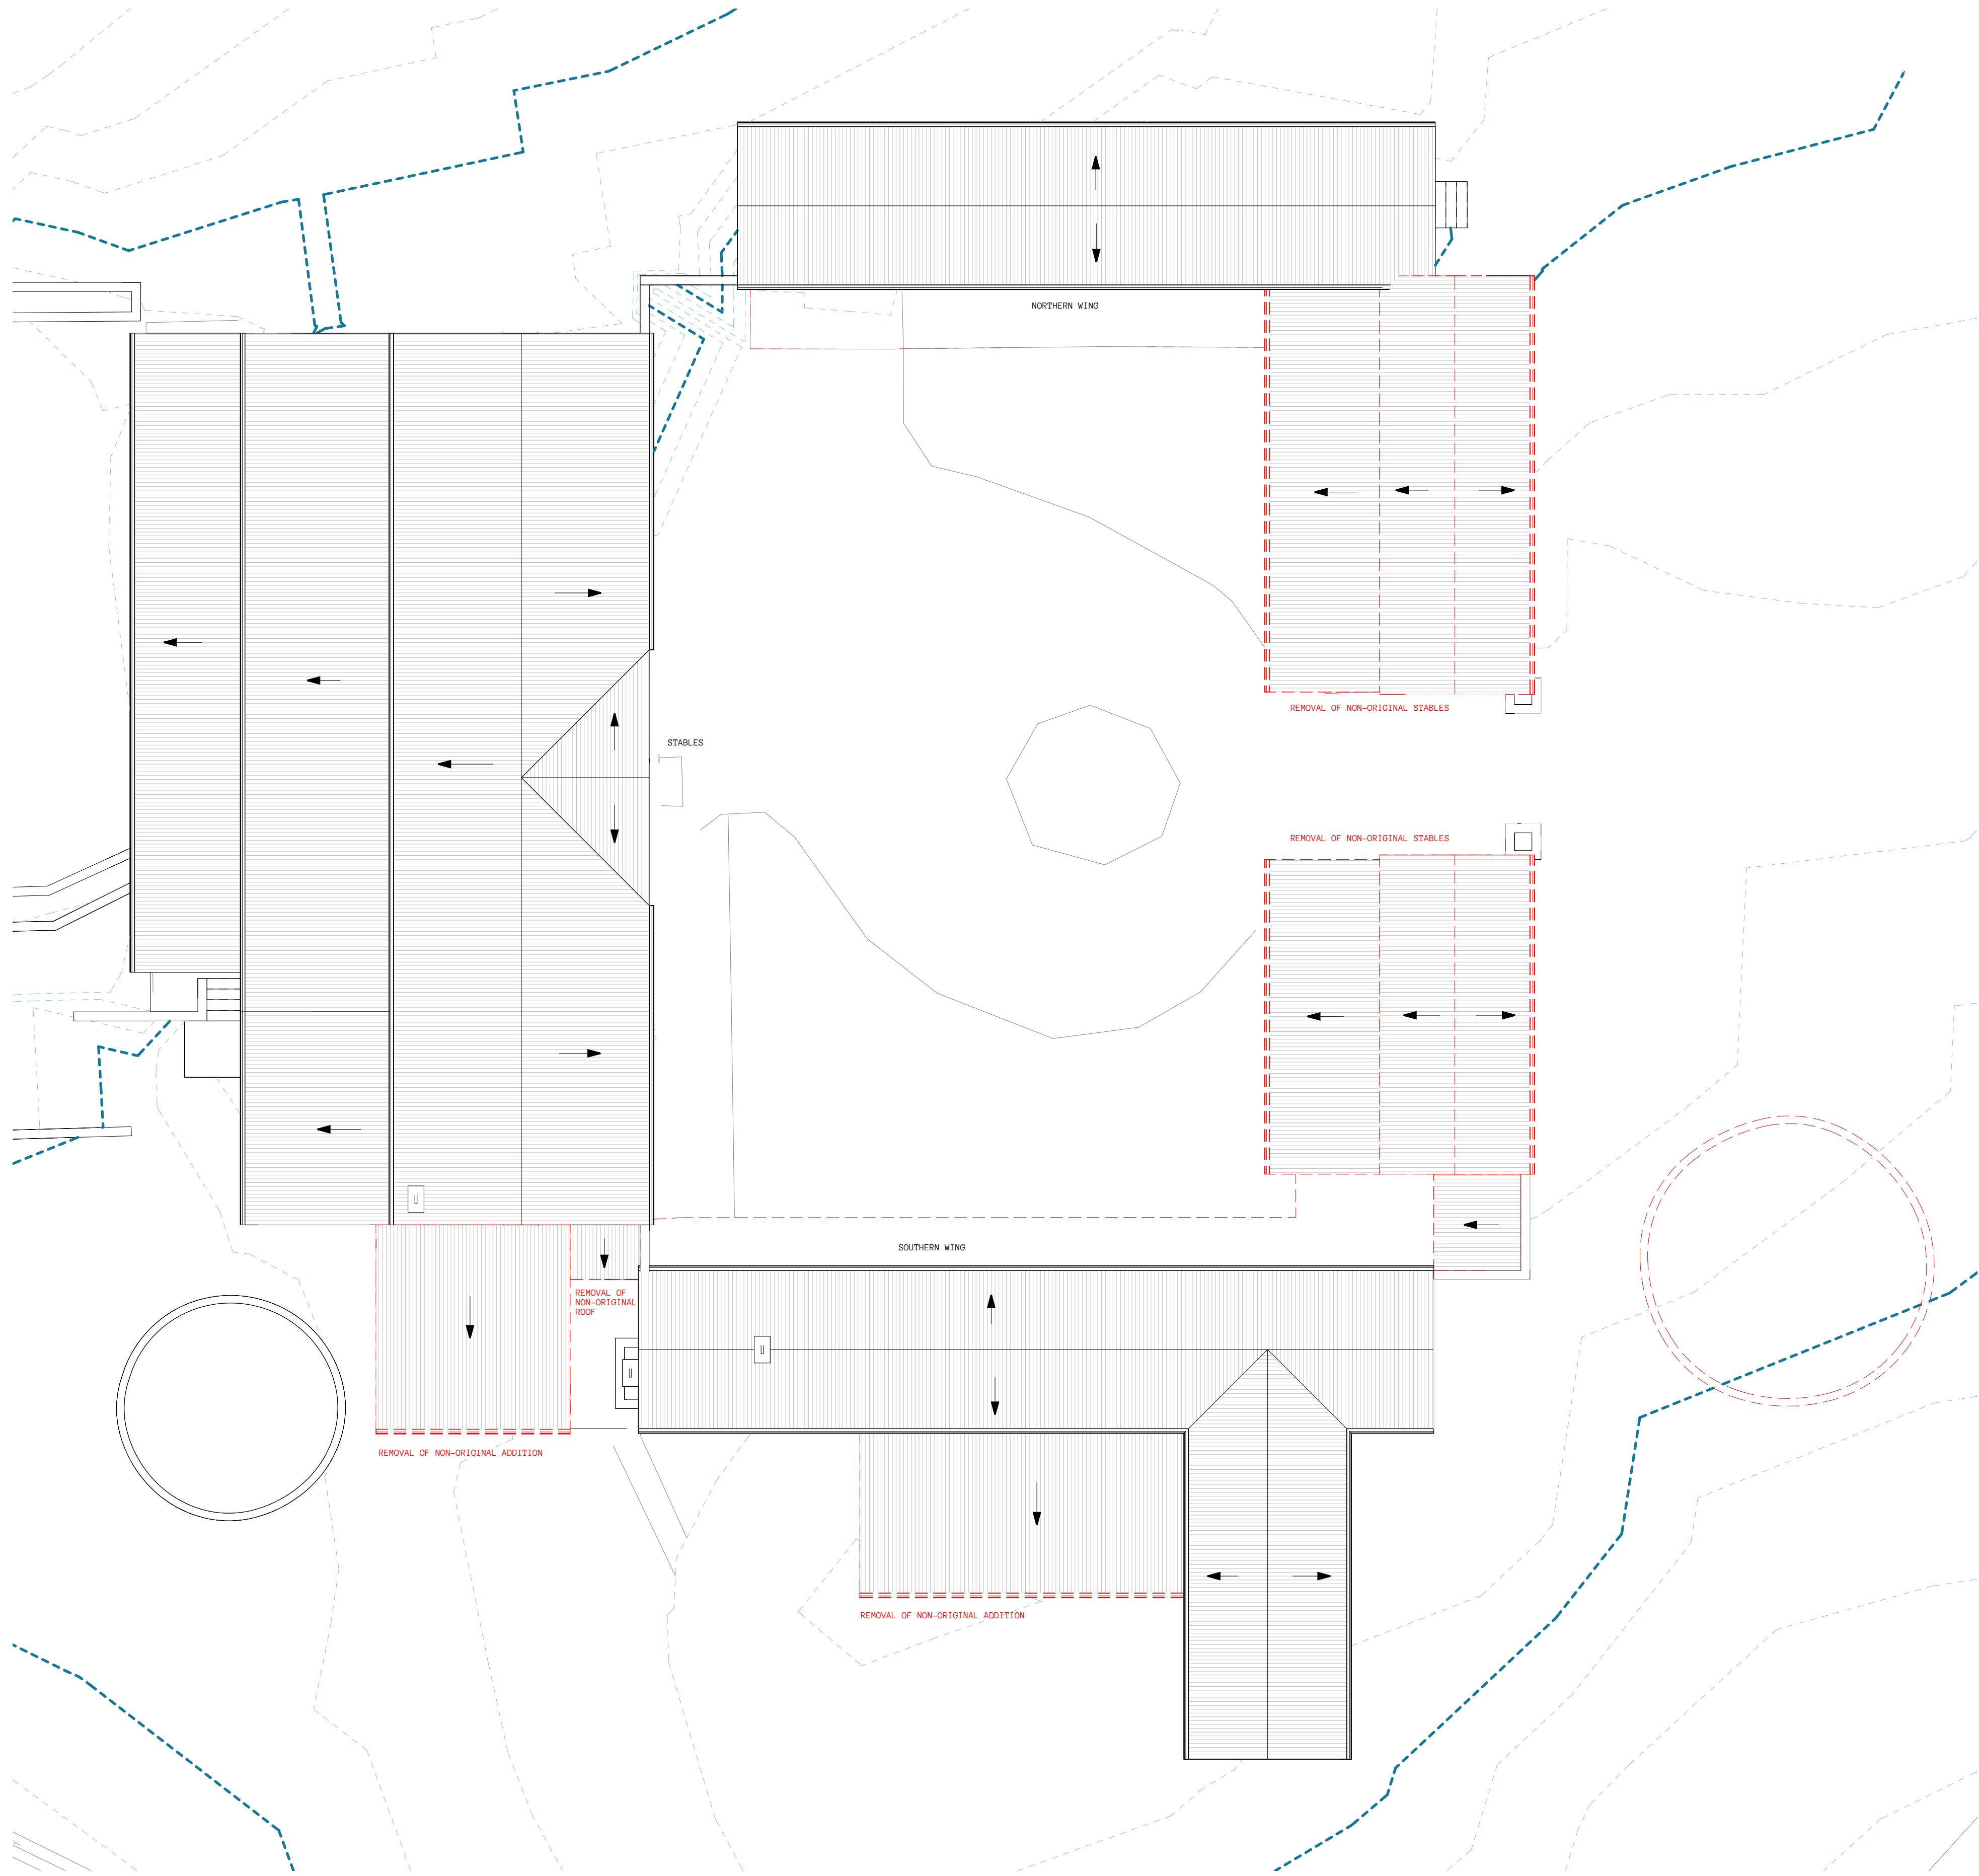 NORTHERN WING
REMOVAL OF NON-ORIGINAL STABLES
STABLES
REMOVAL OF NON-ORIGINAL STABLES
SOUTHERN WING
REMOVAL OF
NON-ORIGINAL
ROOF
REMOVAL OF NON-ORIGINAL ADDITION
REMOVAL OF NON-ORIGINAL ADDITION